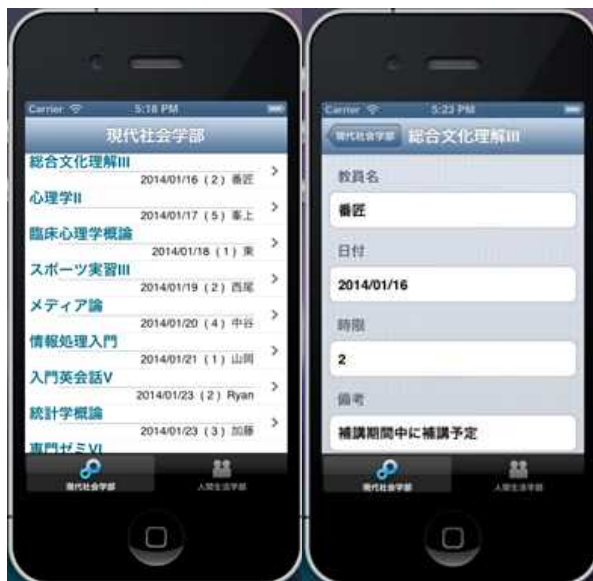 Carrier 5:18 PM
現代社会学部
総合文化理解III
2014/01/16 ( 2 ) 番匠
心理学II
2014/01/17 ( 5 ) 峯上
臨床心理学概論
2014/01/18 ( 1 ) 東
スポーツ実習III
2014/01/19 ( 2 ) 西尾
メディア論
2014/01/20 ( 4 ) 中谷
情報処理入門
2014/01/21 ( 1 ) 山岡
入門英会話V
2014/01/23 ( 2 ) Ryan
統計学概論
2014/01/23 ( 3 ) 加藤
専門ゼミVI
現代社会学部
人間生活学部
Carrier 5:23 PM
現代社会学部 総合文化理解III
教員名
番匠
日付
2014/01/16
時限
2
備考
補講期間中に補講予定
現代社会学部
人間生活学部